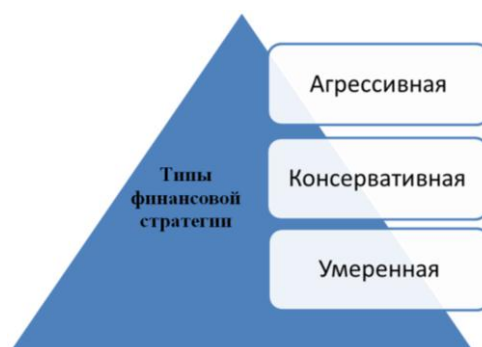 Агрессивная
Типы
финансовой
стратегии
Консервативная
Умеренная